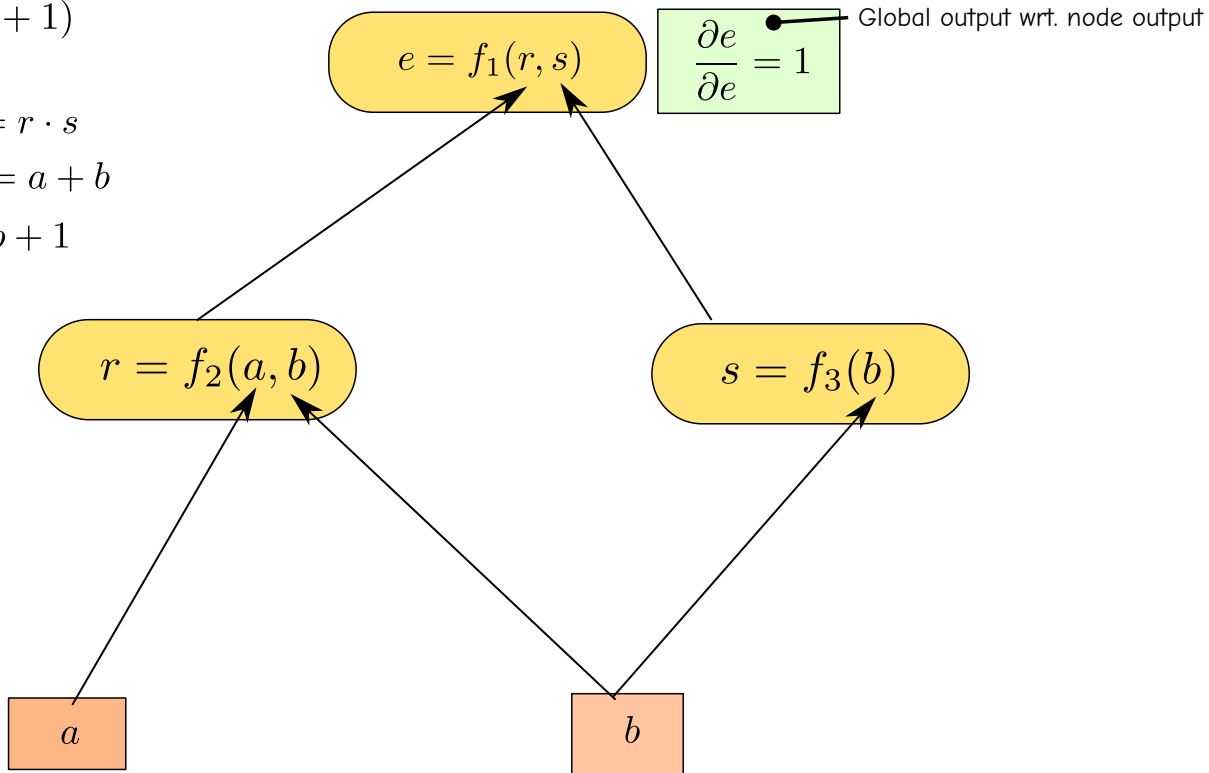 + 1)
= r · s
= a + b
b + 1
e = f₁(r, s)
∂e/∂e = 1
Global output wrt. node output
r = f₂(a, b)
s = f₃(b)
a
b